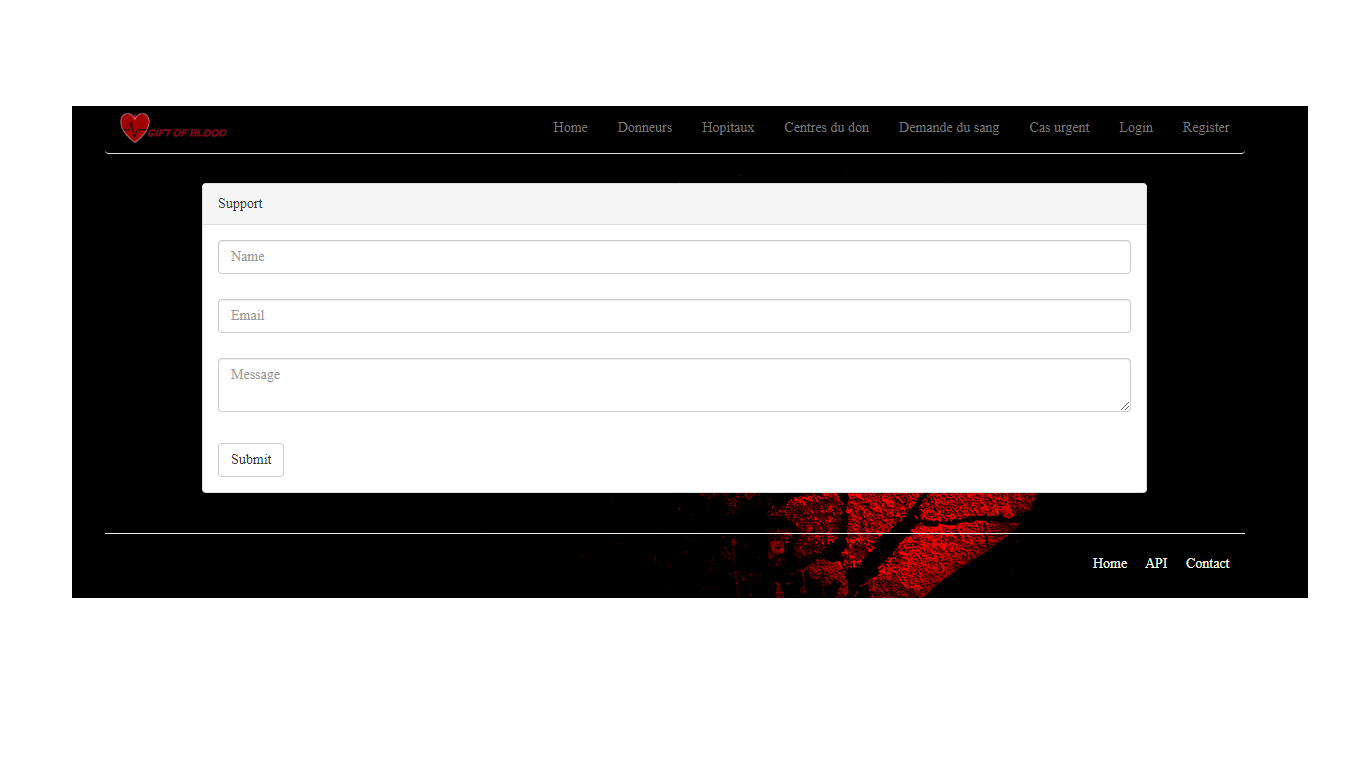 GIFT OF BLOOD
Home Donneurs Hopitaux Centres du don Demande du sang Cas urgent Login Register
Support
Name
Email
Message
Submit
Home API Contact